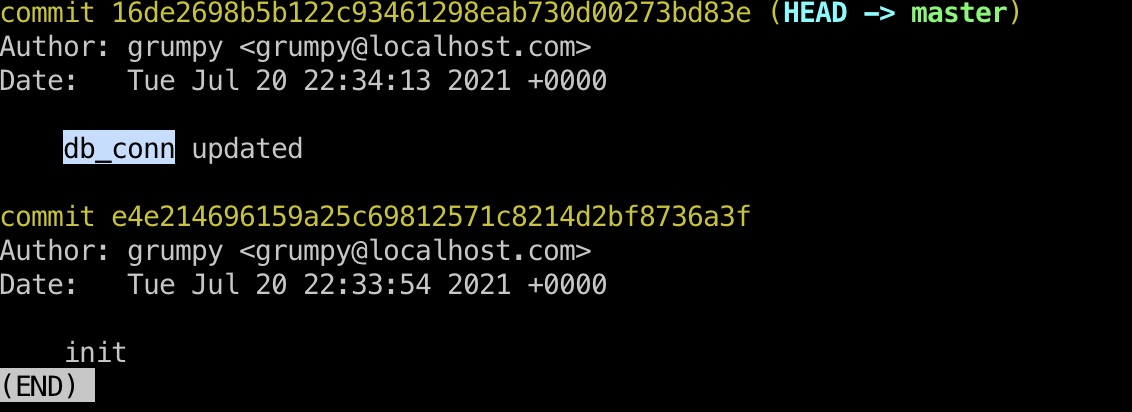 commit 16de2698b5b122c93461298eab730d00273bd83e (HEAD -> master)
Author: grumpy <grumpy@localhost.com>
Date:   Tue Jul 20 22:34:13 2021 +0000
db_conn updated
commit e4e214696159a25c69812571c8214d2bf8736a3f
Author: grumpy <grumpy@localhost.com>
Date:   Tue Jul 20 22:33:54 2021 +0000
init
(END)